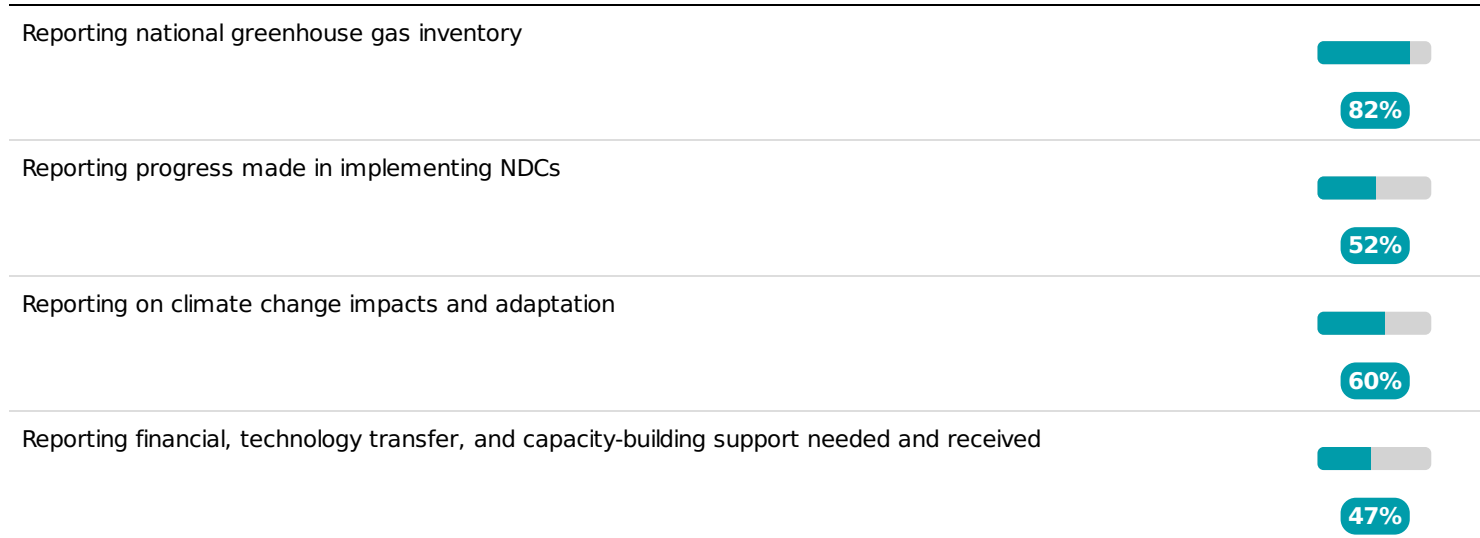 Reporting national greenhouse gas inventory
82%
Reporting progress made in implementing NDCs
52%
Reporting on climate change impacts and adaptation
60%
Reporting financial, technology transfer, and capacity-building support needed and received
47%